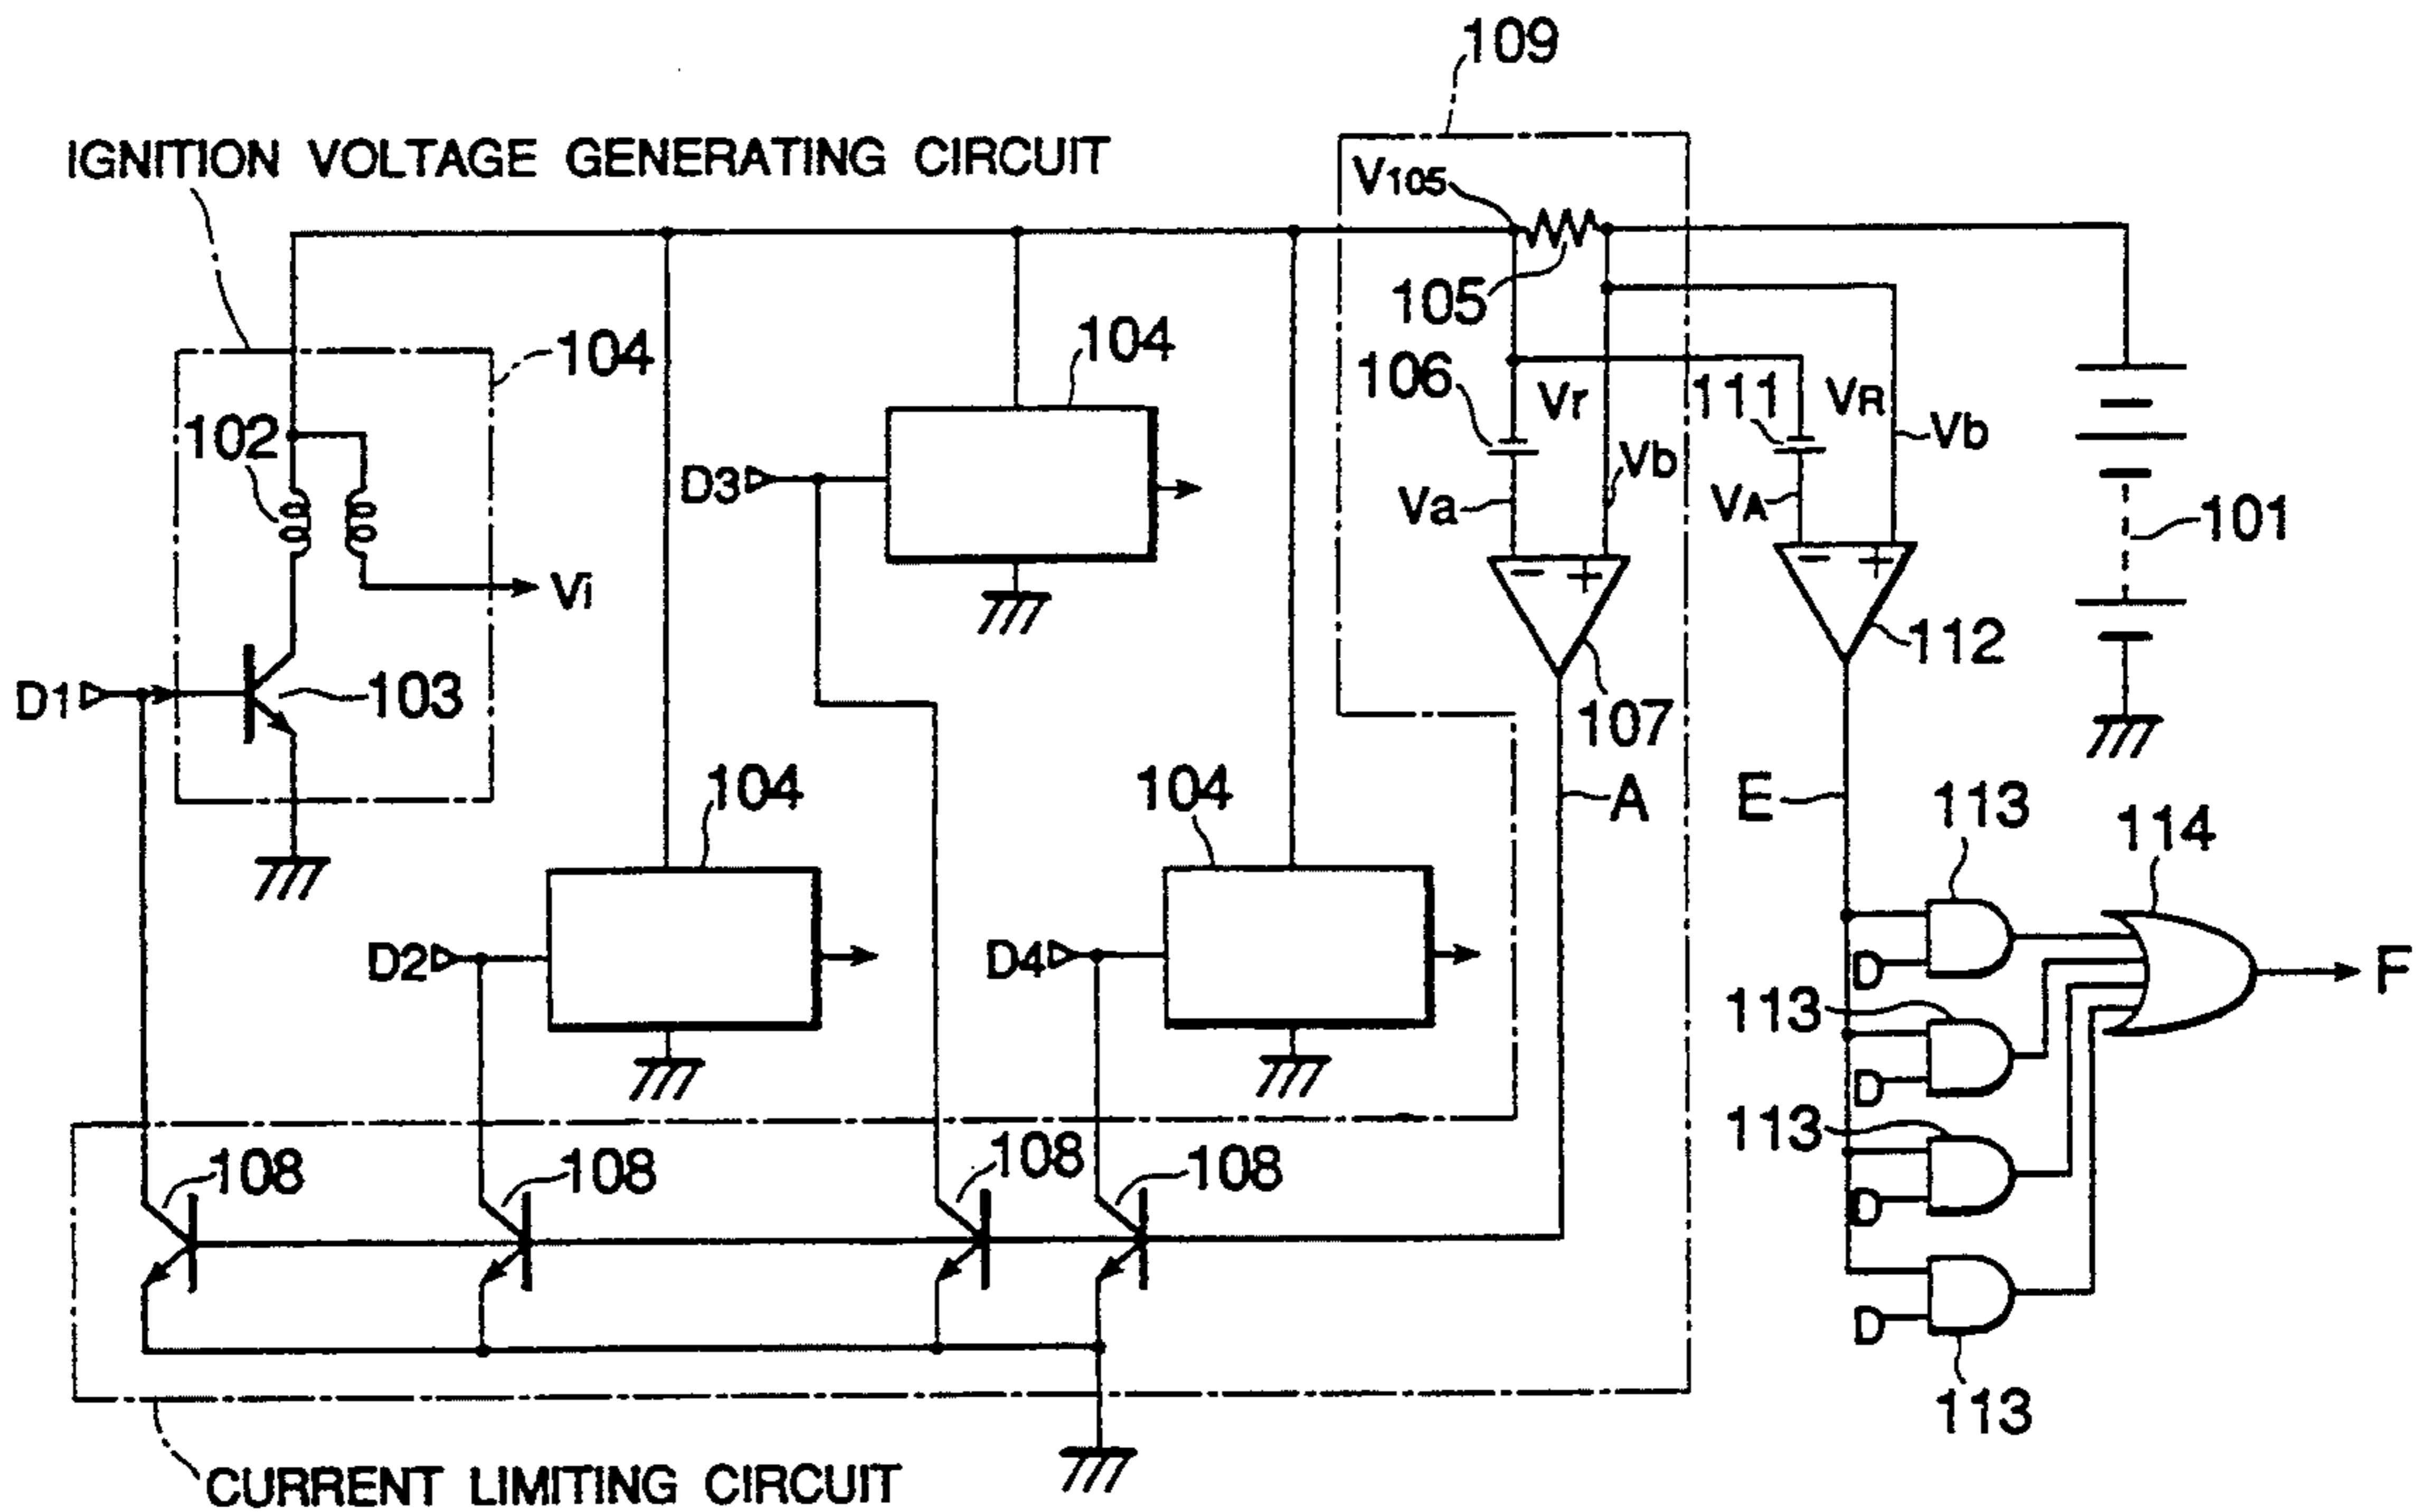 109
IGNITION VOLTAGE GENERATING CIRCUIT
V105
105
104
104
106
Vr
111
VR
Vb
102
D3
Vb
Va
VA
101
Vi
− +
− +
112
D1
103
107
104
104
A
E
113
114
D2
D4
D
F
113
D
113
D
108
108
108
108
D
113
CURRENT LIMITING CIRCUIT